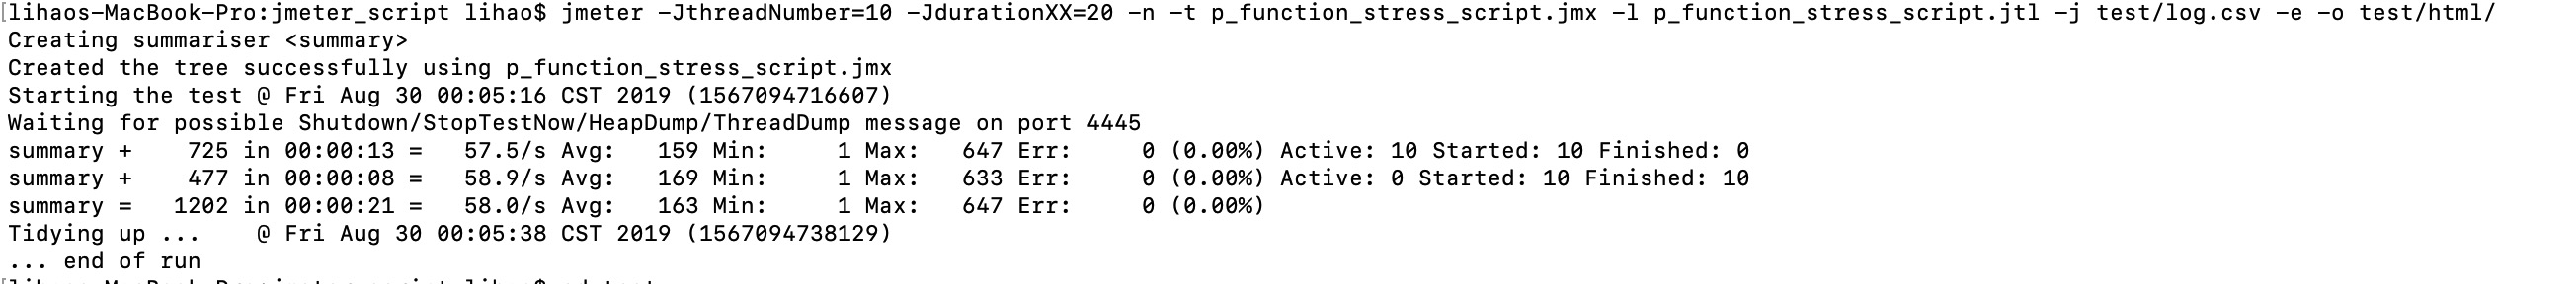 [lihaos-MacBook-Pro:jmeter_script lihao$ jmeter -JthreadNumber=10 -JdurationXX=20 -n -t p_function_stress_script.jmx -l p_function_stress_script.jtl -j test/log.csv -e -o test/html/
Creating summariser <summary>
Created the tree successfully using p_function_stress_script.jmx
Starting the test @ Fri Aug 30 00:05:16 CST 2019 (1567094716607)
Waiting for possible Shutdown/StopTestNow/HeapDump/ThreadDump message on port 4445
summary +    725 in 00:00:13 =   57.5/s Avg:   159 Min:     1 Max:   647 Err:     0 (0.00%) Active: 10 Started: 10 Finished: 0
summary +    477 in 00:00:08 =   58.9/s Avg:   169 Min:     1 Max:   633 Err:     0 (0.00%) Active: 0 Started: 10 Finished: 10
summary =   1202 in 00:00:21 =   58.0/s Avg:   163 Min:     1 Max:   647 Err:     0 (0.00%)
Tidying up ...    @ Fri Aug 30 00:05:38 CST 2019 (1567094738129)
... end of run